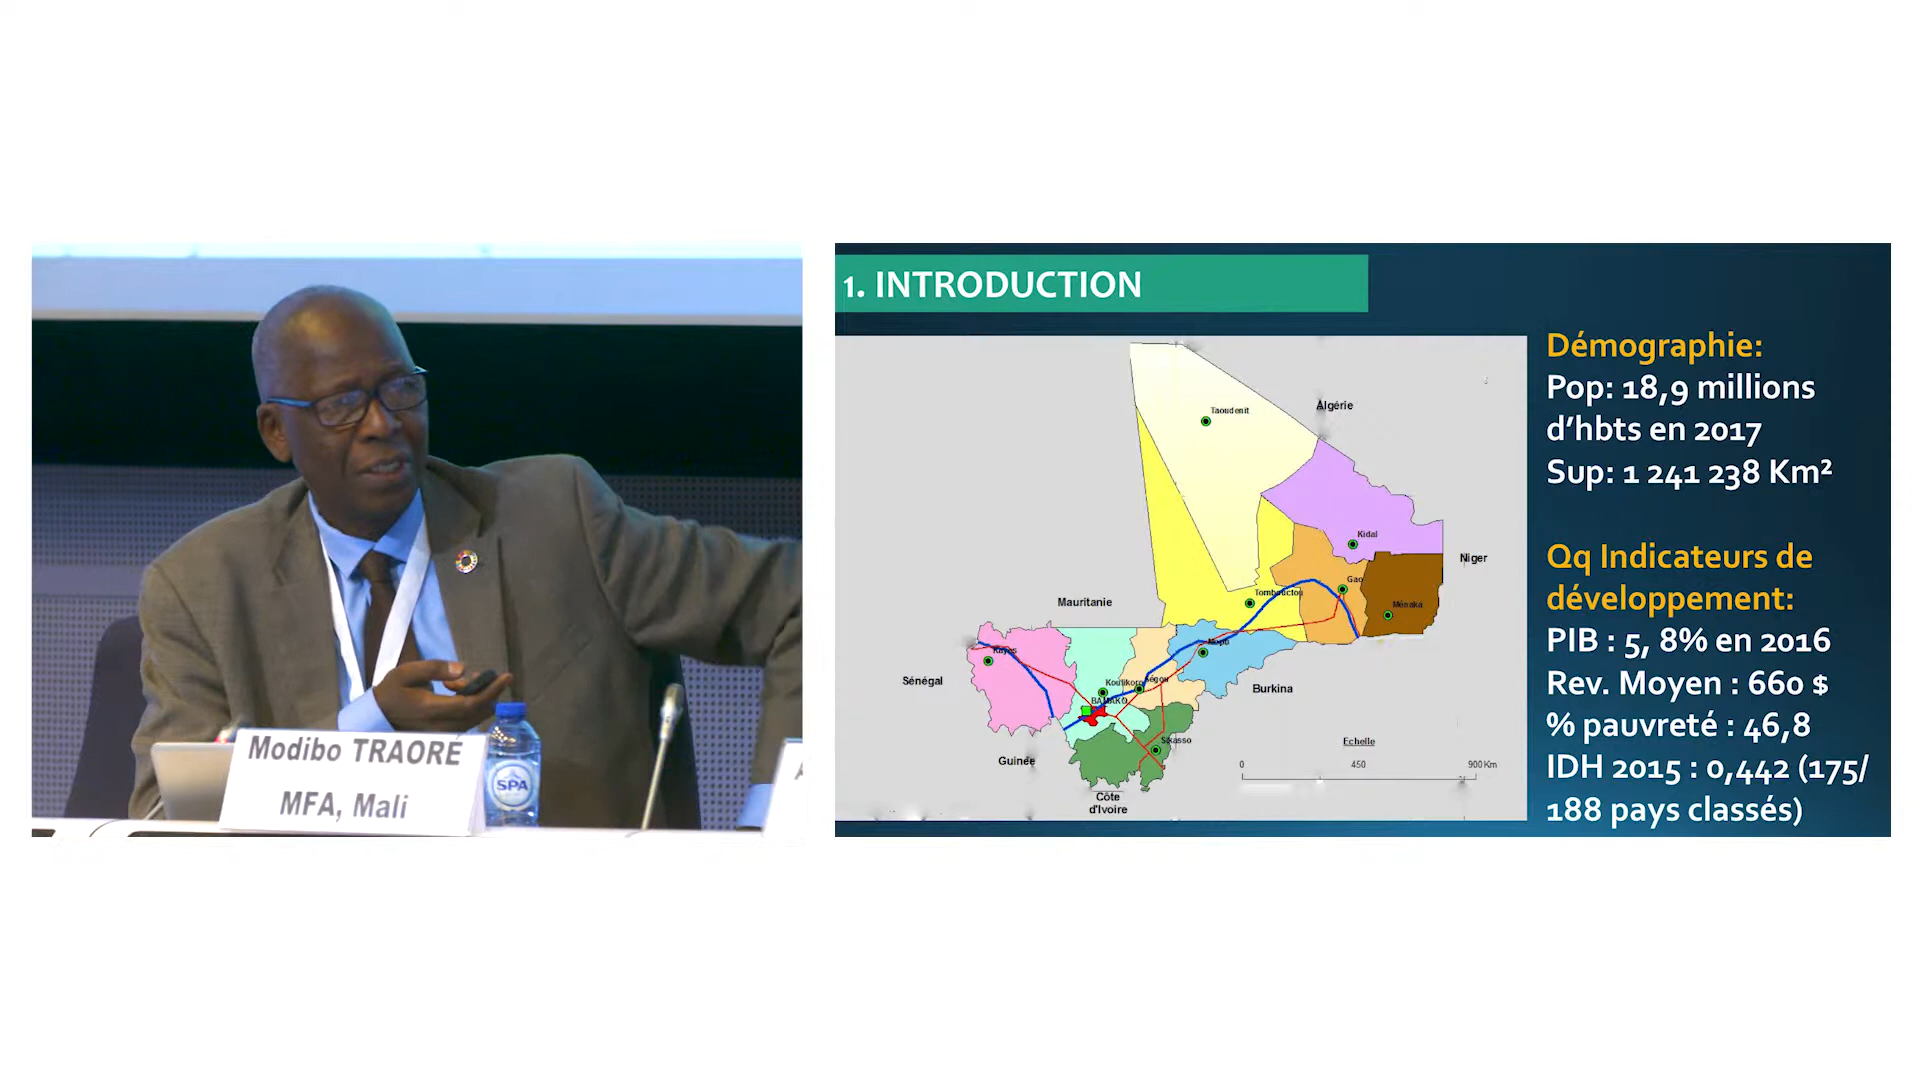 Modibo TRAORÉ
MFA, Mali
SPA
A
1. INTRODUCTION
Taoudenit
Algérie
Kidal
Niger
Gao
Tombouctou
Ménaka
Mauritanie
Mopti
Kayes
Sénégal
Koulikoro
Ségou
BAMAKO
Burkina
Sikasso
Guinée
Côte
d'Ivoire
Echelle
0 450 900 Km
Démographie:
Pop: 18,9 millions
d’hbts en 2017
Sup: 1 241 238 Km²
Qq Indicateurs de
développement:
PIB : 5, 8% en 2016
Rev. Moyen : 660 $
% pauvreté : 46,8
IDH 2015 : 0,442 (175/
188 pays classés)